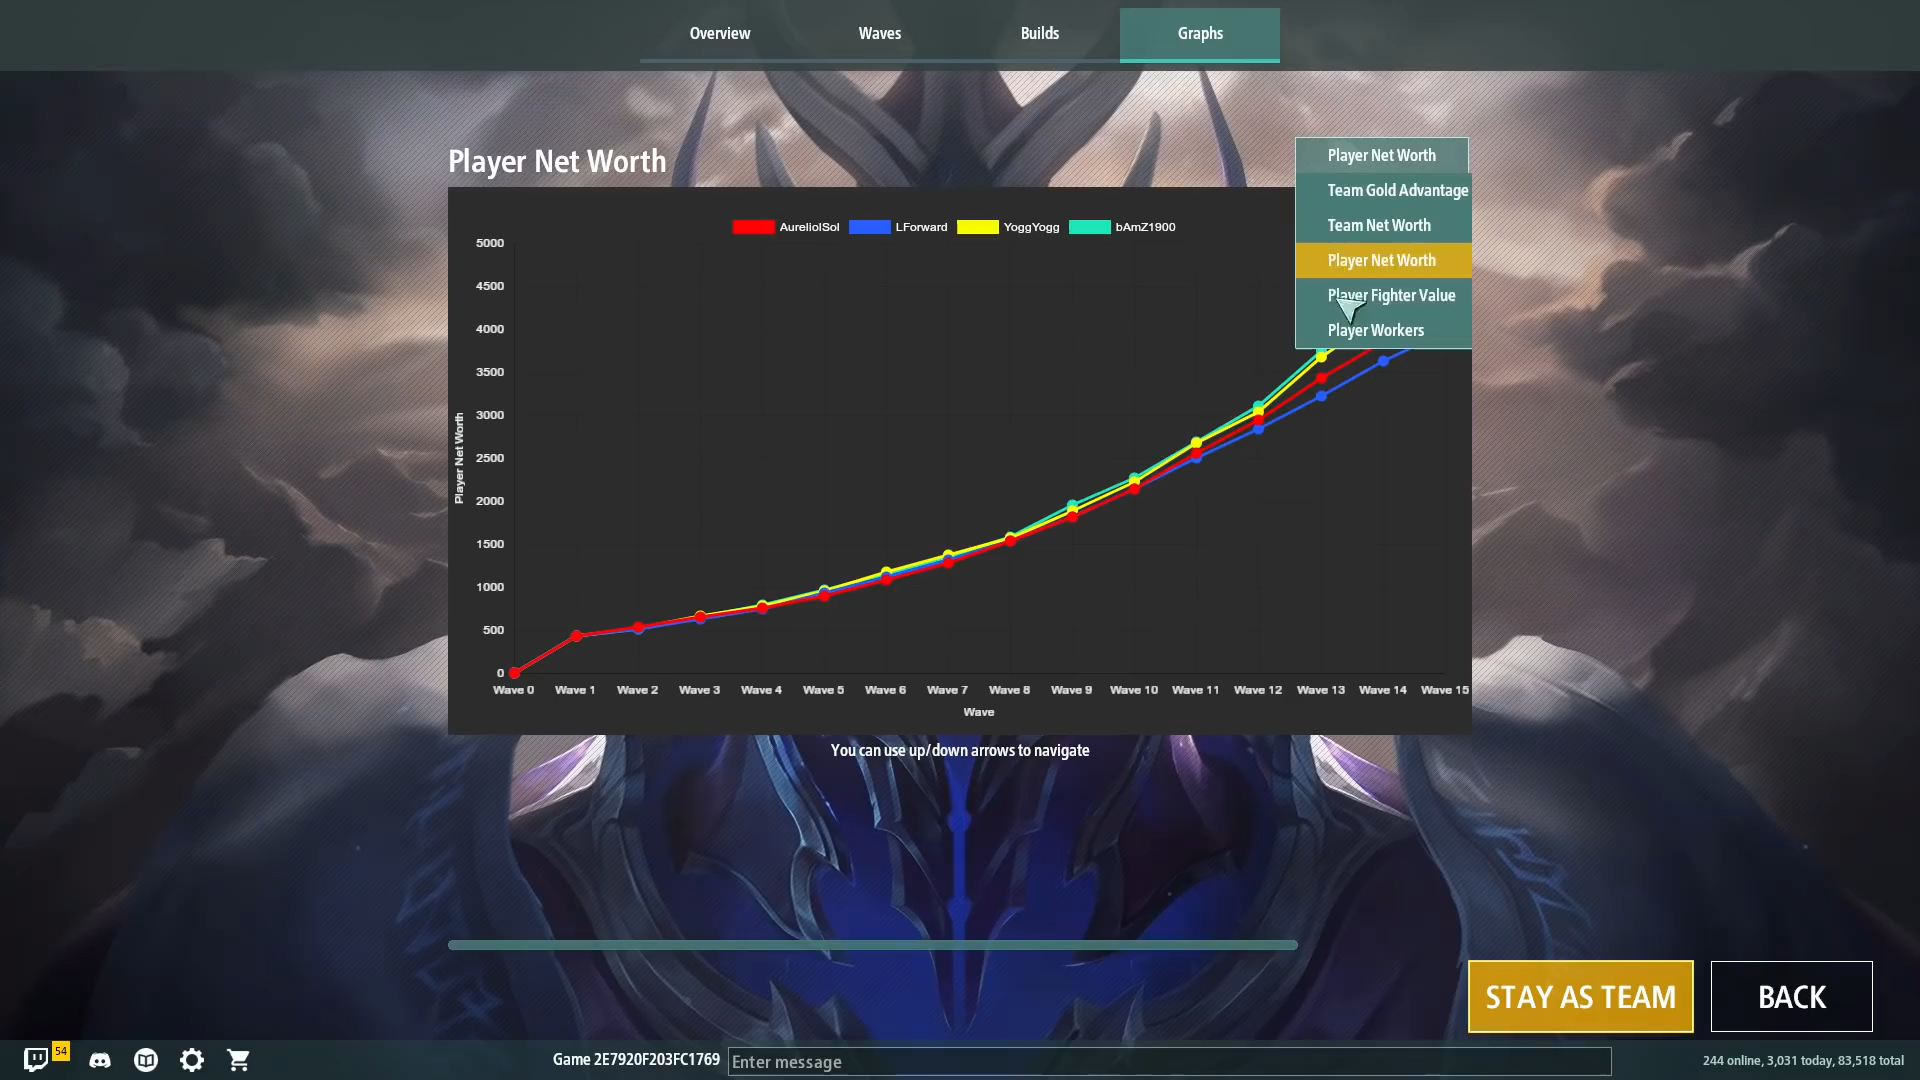 Overview
Waves
Builds
Graphs
Player Net Worth
Player Net Worth
Team Gold Advantage
Team Net Worth
Player Net Worth
Player Fighter Value
Player Workers
AureliolSol
LForward
YoggYogg
bAmZ1900
5000
4500
4000
3500
3000
2500
2000
1500
1000
500
0
Player Net Worth
Wave 0
Wave 1
Wave 2
Wave 3
Wave 4
Wave 5
Wave 6
Wave 7
Wave 8
Wave 9
Wave 10
Wave 11
Wave 12
Wave 13
Wave 14
Wave 15
Wave
You can use up/down arrows to navigate
STAY AS TEAM
BACK
54
Game 2E7920F203FC1769
Enter message
244 online, 3,031 today, 83,518 total